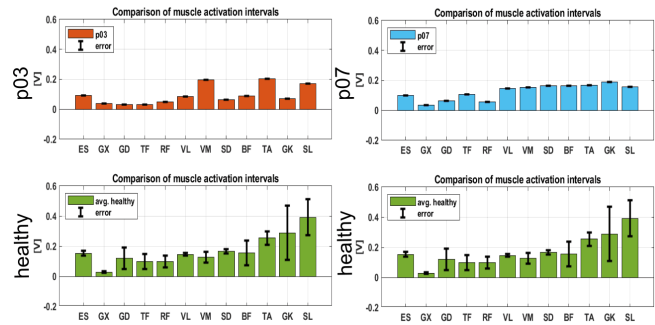 Comparison of muscle activation intervals
0.6
p03
error
0.4
0.2
0
-0.2
p03
[V]
ES GX GD TF RF VL VM SD BF TA GK SL
Comparison of muscle activation intervals
0.6
p07
error
0.4
0.2
0
-0.2
p07
[V]
ES GX GD TF RF VL VM SD BF TA GK SL
Comparison of muscle activation intervals
0.6
avg. healthy
error
0.4
0.2
0
-0.2
healthy
[V]
ES GX GD TF RF VL VM SD BF TA GK SL
Comparison of muscle activation intervals
0.6
avg. healthy
error
0.4
0.2
0
-0.2
healthy
[V]
ES GX GD TF RF VL VM SD BF TA GK SL